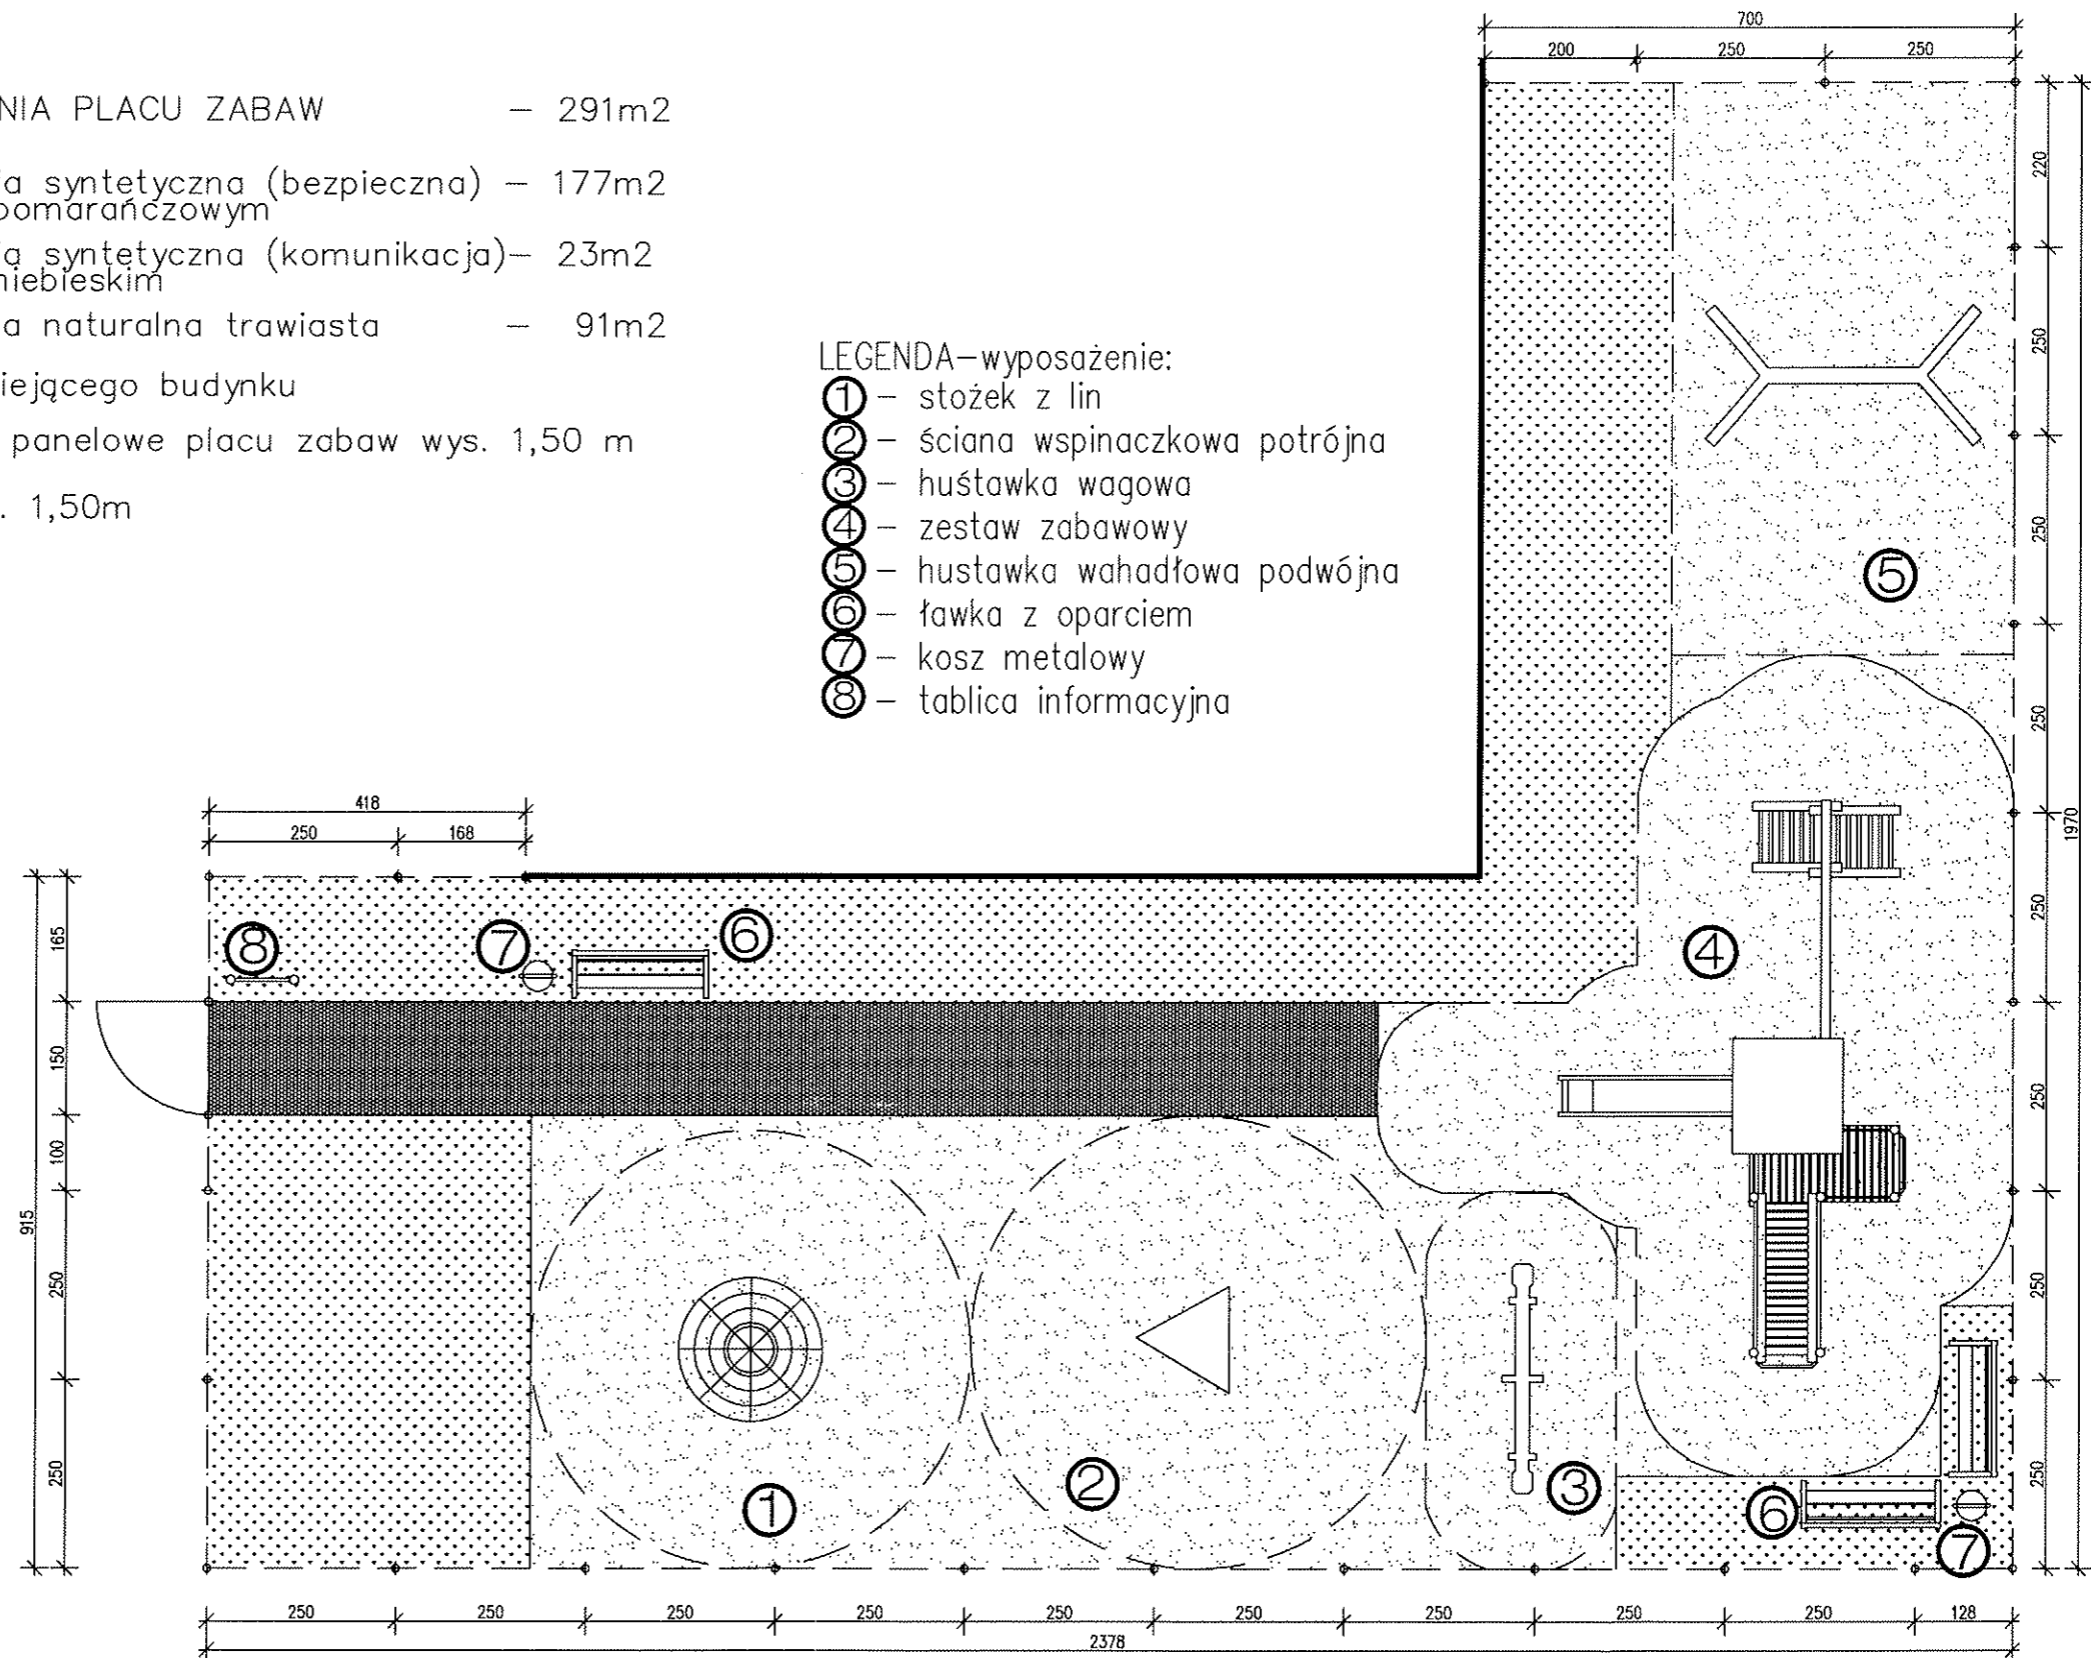 NIA PLACU ZABAW – 291m2
a syntetyczna (bezpieczna) – 177m2
pomarańczowym
a syntetyczna (komunikacja)– 23m2
niebieskim
a naturalna trawiasta – 91m2
iejącego budynku
panelowe placu zabaw wys. 1,50 m
. 1,50m
LEGENDA–wyposażenie:
1 – stożek z lin
2 – ściana wspinaczkowa potrójna
3 – huśtawka wagowa
4 – zestaw zabawowy
5 – hustawka wahadłowa podwójna
6 – ławka z oparciem
7 – kosz metalowy
8 – tablica informacyjna
700
200 250 250
220
250
250
250
250
250
250
250
1970
418
250 168
165
150
100
250
250
915
8
7
6
5
4
1
2
3
6
7
250 250 250 250 250 250 250 250 250 128
2378